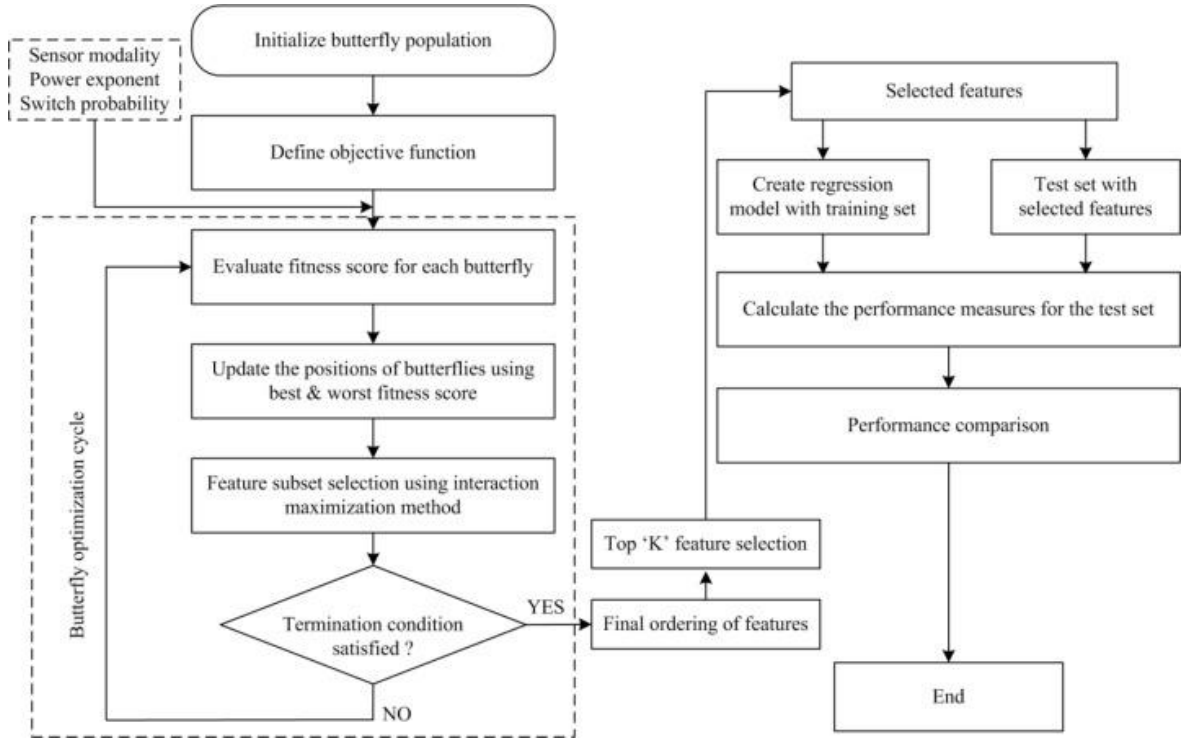 Initialize butterfly population
Sensor modality
Power exponent
Switch probability
Define objective function
Evaluate fitness score for each butterfly
Update the positions of butterflies using
best & worst fitness score
Feature subset selection using interaction
maximization method
Termination condition
satisfied ?
YES
NO
Butterfly optimization cycle
Final ordering of features
Top ‘K’ feature selection
Selected features
Create regression
model with training set
Test set with
selected features
Calculate the performance measures for the test set
Performance comparison
End